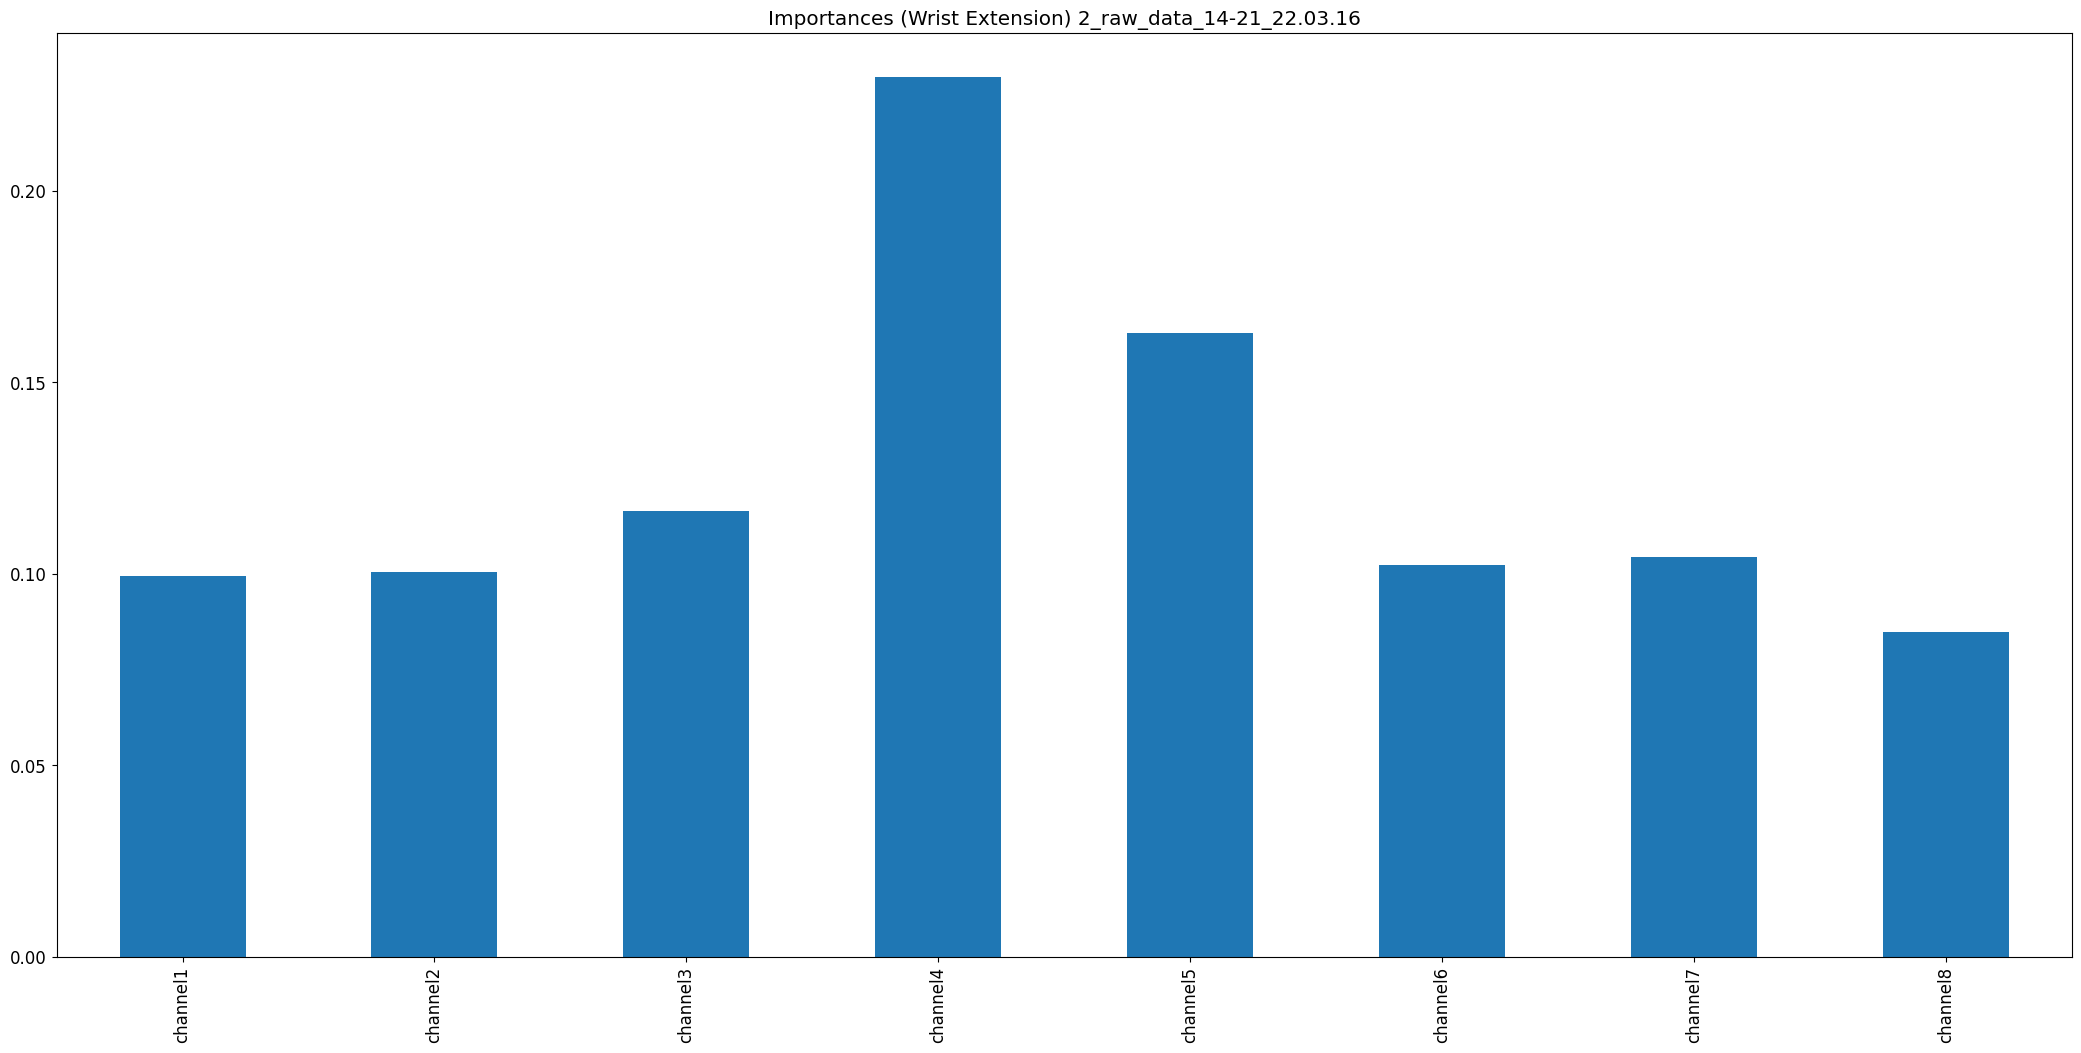 Importances (Wrist Extension) 2_raw_data_14-21_22.03.16
0.20
0.15
0.10
0.05
0.00
channel1
channel2
channel3
channel4
channel5
channel6
channel7
channel8